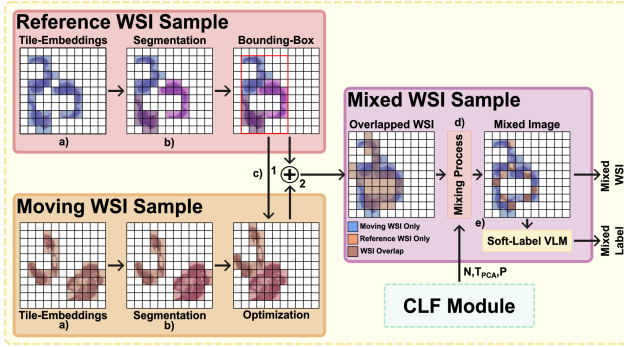 Reference WSI Sample
Tile-Embeddings Segmentation Bounding-Box
a) b)
c) 1 2
Moving WSI Sample
Tile-Embeddings Segmentation Optimization
a) b)
Mixed WSI Sample
Overlapped WSI d) Mixed Image
Mixing Process
Moving WSI Only
Reference WSI Only
WSI Overlap
e)
Soft-Label VLM
Mixed WSI
Mixed Label
N,T_PCA,P
CLF Module